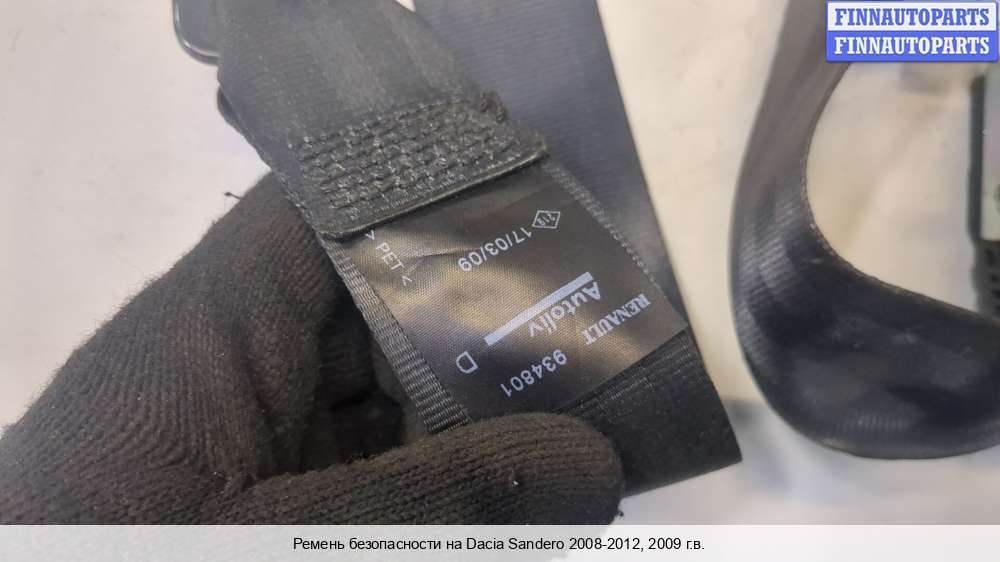 FINNAUTOPARTS
FINNAUTOPARTS
RENAULT
934801
Autoliv
D
17/03/09
> PET <
Ремень безопасности на Dacia Sandero 2008-2012, 2009 г.в.